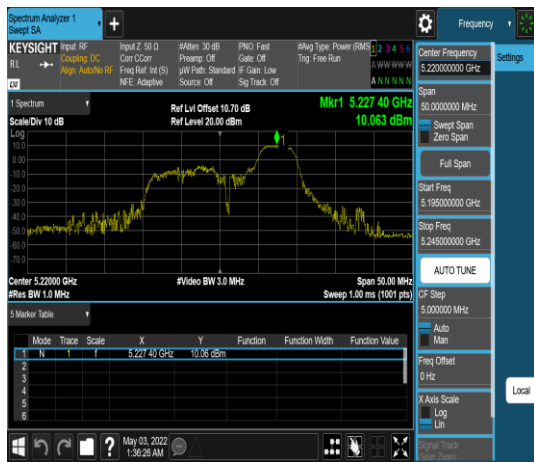 Spectrum Analyzer 1
Swept SA
+
Frequency
KEYSIGHT
RL
LXI
Input: RF
Coupling: DC
Align: Auto/No RF
Input Z: 50 Ω
Corr CCorr
Freq Ref: Int (S)
NFE: Adaptive
#Atten: 30 dB
Preamp: Off
µW Path: Standard
Source: Off
PNO: Fast
Gate: Off
IF Gain: Low
Sig Track: Off
#Avg Type: Power (RMS
Trig: Free Run
1 2 3 4 5 6
A W W W W W
A N N N N N
1 Spectrum
Scale/Div 10 dB
Ref Lvl Offset 10.70 dB
Ref Level 20.00 dBm
Mkr1 5.227 40 GHz
10.063 dBm
Log
10.0
0.00
-10.0
-20.0
-30.0
-40.0
-50.0
-60.0
-70.0
1
Center 5.22000 GHz
#Res BW 1.0 MHz
#Video BW 3.0 MHz
Span 50.00 MHz
Sweep 1.00 ms (1001 pts)
5 Marker Table
Mode Trace Scale X Y Function Function Width Function Value
1 N 1 f 5.227 40 GHz 10.06 dBm
2
3
4
5
6
May 03, 2022
1:36:26 AM
?
Center Frequency
5.220000000 GHz
Span
50.0000000 MHz
Swept Span
Zero Span
Full Span
Start Freq
5.195000000 GHz
Stop Freq
5.245000000 GHz
AUTO TUNE
CF Step
5.000000 MHz
Auto
Man
Freq Offset
0 Hz
X Axis Scale
Log
Lin
Signal Track
(Span Zoom)
Settings
Local